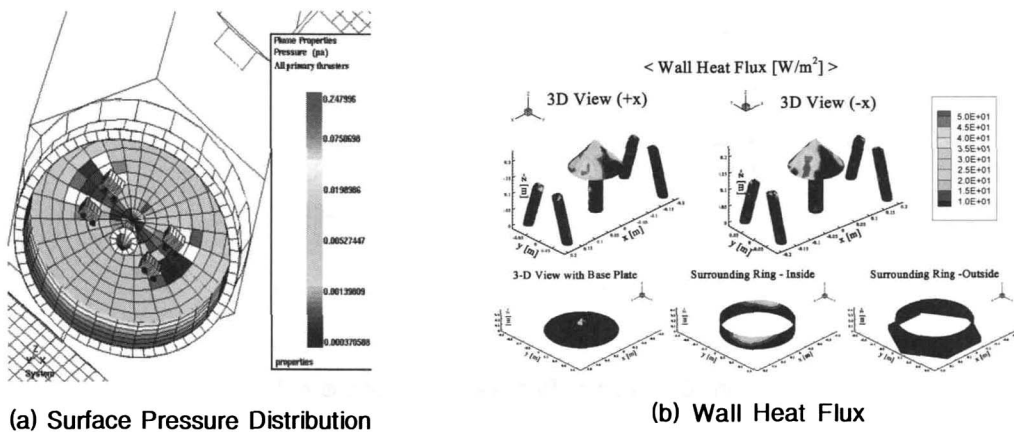 Plume Properties
Pressure (pa)
All primary thrusters
0.247996
0.0750698
0.0198986
0.00527447
0.00139809
0.000370588
properties
Z
X
System
(a) Surface Pressure Distribution
< Wall Heat Flux [W/m²] >
3D View (+x)
3D View (-x)
5.0E+01
4.5E+01
4.0E+01
3.5E+01
3.0E+01
2.5E+01
2.0E+01
1.5E+01
1.0E+01
y [m]
x [m]
y [m]
x [m]
3-D View with Base Plate
Surrounding Ring - Inside
Surrounding Ring -Outside
y [m]
x [m]
y [m]
x [m]
y [m]
x [m]
(b) Wall Heat Flux